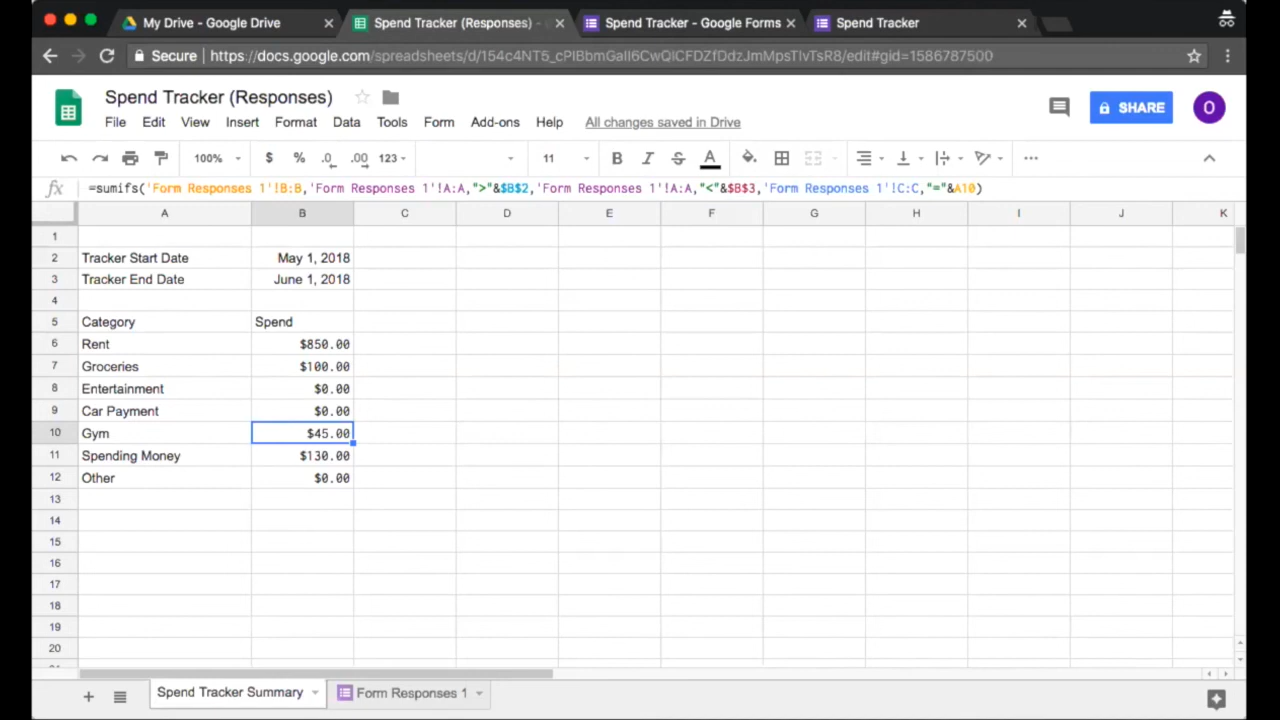 My Drive - Google Drive
Spend Tracker (Responses) -
Spend Tracker - Google Forms
Spend Tracker
Secure
https://docs.google.com/spreadsheets/d/154c4NT5_cPIBbmGaII6CwQICFDZfDdzJmMpsTIvTsR8/edit#gid=1586787500
Spend Tracker (Responses)
File Edit View Insert Format Data Tools Form Add-ons Help All changes saved in Drive
SHARE
O
100% $ % .0 .00 123 11 B I S A
fx =sumifs('Form Responses 1'!B:B,'Form Responses 1'!A:A,">"&$B$2,'Form Responses 1'!A:A,"<"&$B$3,'Form Responses 1'!C:C,"="&A10)
A B C D E F G H I J K
1
2 Tracker Start Date May 1, 2018
3 Tracker End Date June 1, 2018
4
5 Category Spend
6 Rent $850.00
7 Groceries $100.00
8 Entertainment $0.00
9 Car Payment $0.00
10 Gym $45.00
11 Spending Money $130.00
12 Other $0.00
13
14
15
16
17
18
19
20
Spend Tracker Summary
Form Responses 1